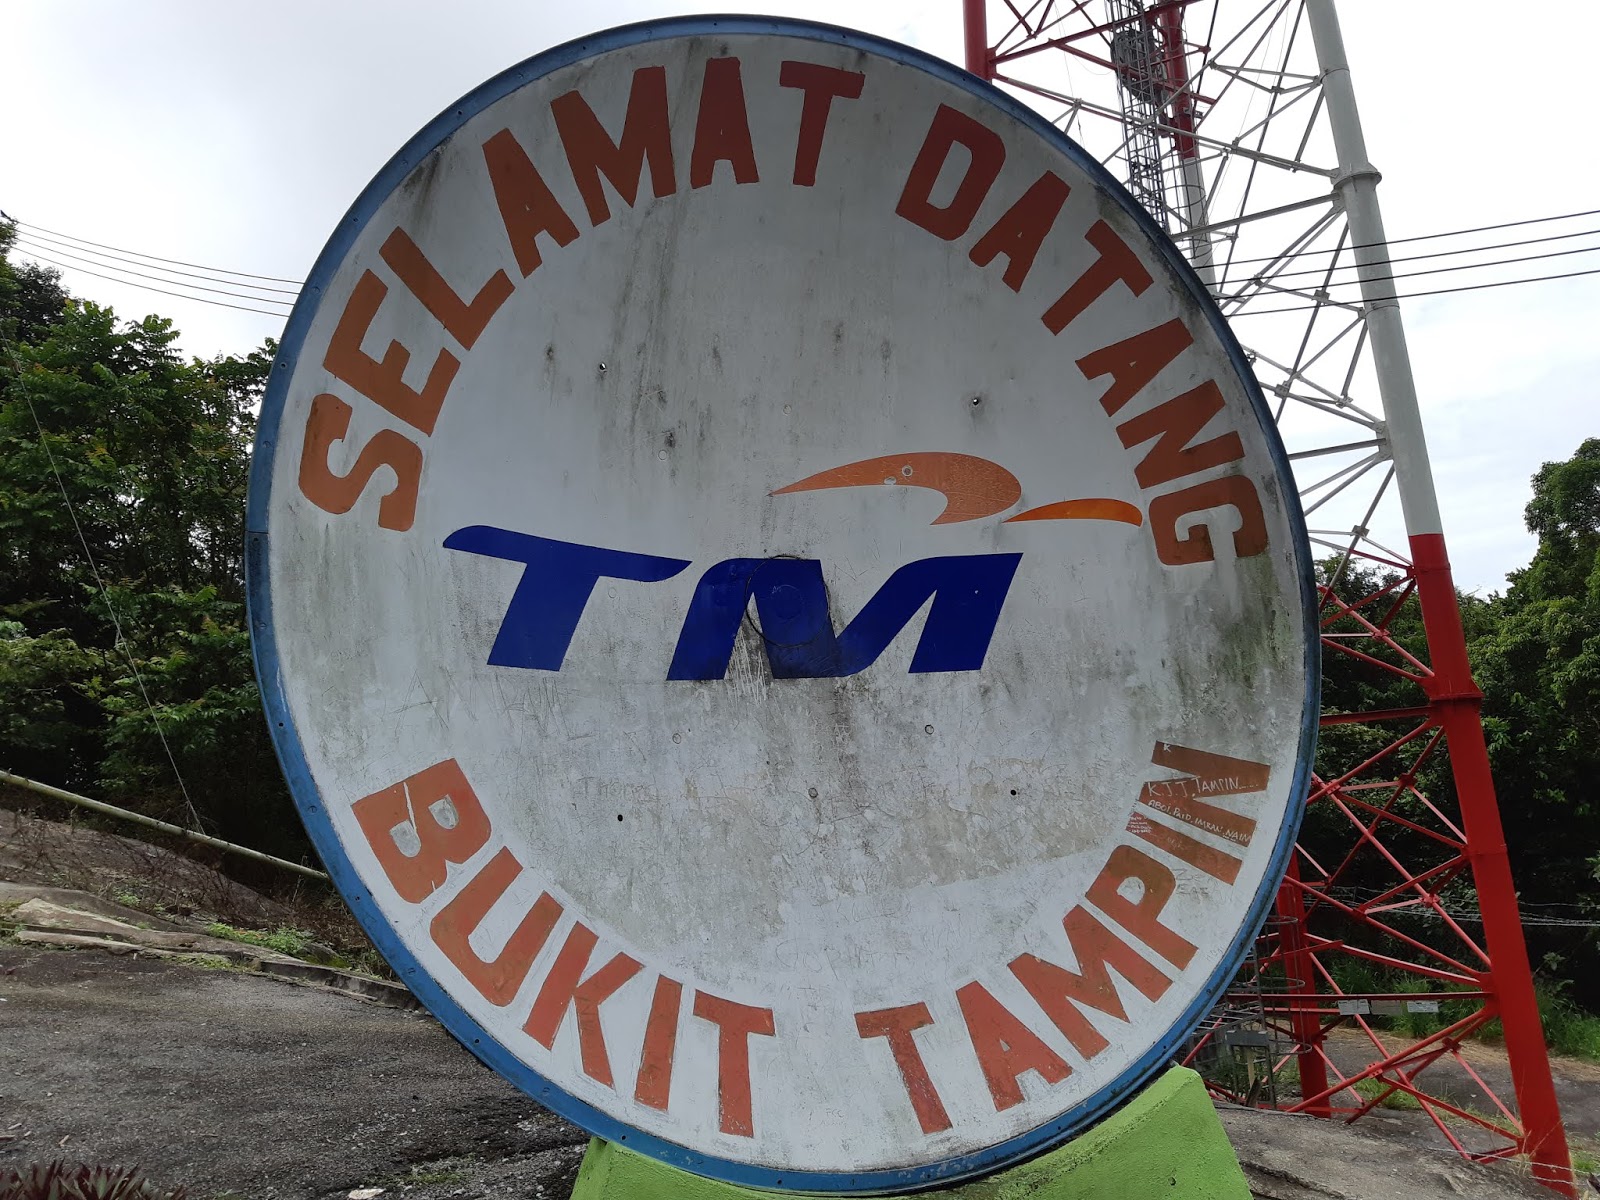 SELAMAT DATANG
TM
BUKIT TAMPIN
K.J.J.TAMPIN